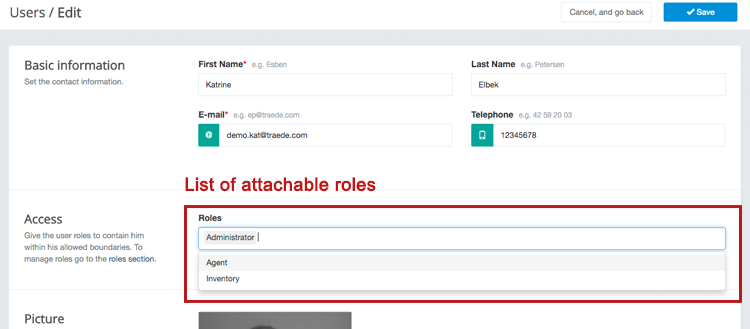 Users / Edit
Cancel, and go back
Save
Basic information
Set the contact information.
First Name* e.g. Esben
Katrine
Last Name e.g. Petersen
Elbek
E-mail* e.g. ep@traede.com
@ demo.kat@traede.com
Telephone e.g. 42 59 20 03
12345678
List of attachable roles
Access
Give the user roles to contain him
within his allowed boundaries. To
manage roles go to the roles section.
Roles
Administrator
Agent
Inventory
Picture